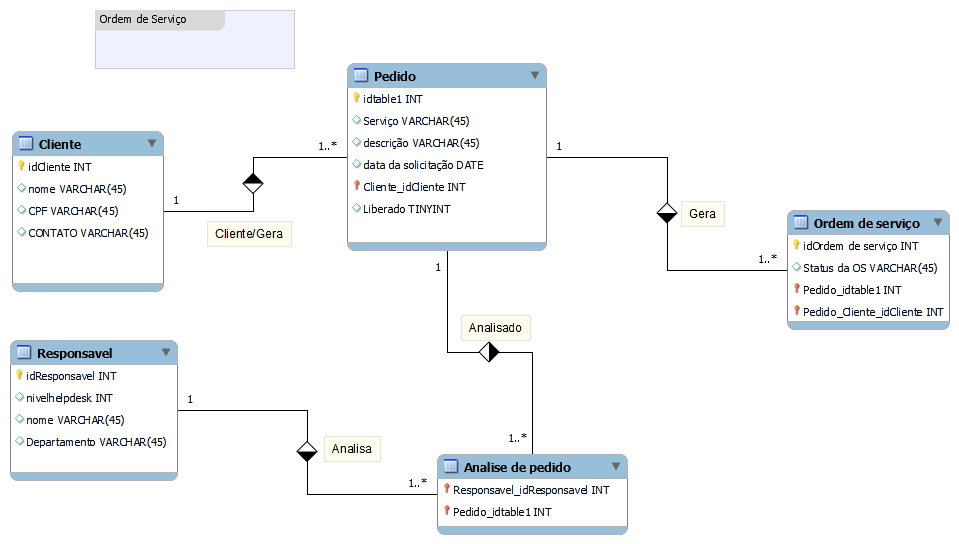 Ordem de Serviço
Pedido
idtable1 INT
Serviço VARCHAR(45)
descrição VARCHAR(45)
data da solicitação DATE
Cliente_idCliente INT
Liberado TINYINT
Cliente
idCliente INT
nome VARCHAR(45)
CPF VARCHAR(45)
CONTATO VARCHAR(45)
1
1..*
Cliente/Gera
1
Gera
1..*
Ordem de serviço
idOrdem de serviço INT
Status da OS VARCHAR(45)
Pedido_idtable1 INT
Pedido_Cliente_idCliente INT
1
Analisado
1..*
Responsavel
idResponsavel INT
nivelhelpdesk INT
nome VARCHAR(45)
Departamento VARCHAR(45)
1
Analisa
1..*
Analise de pedido
Responsavel_idResponsavel INT
Pedido_idtable1 INT